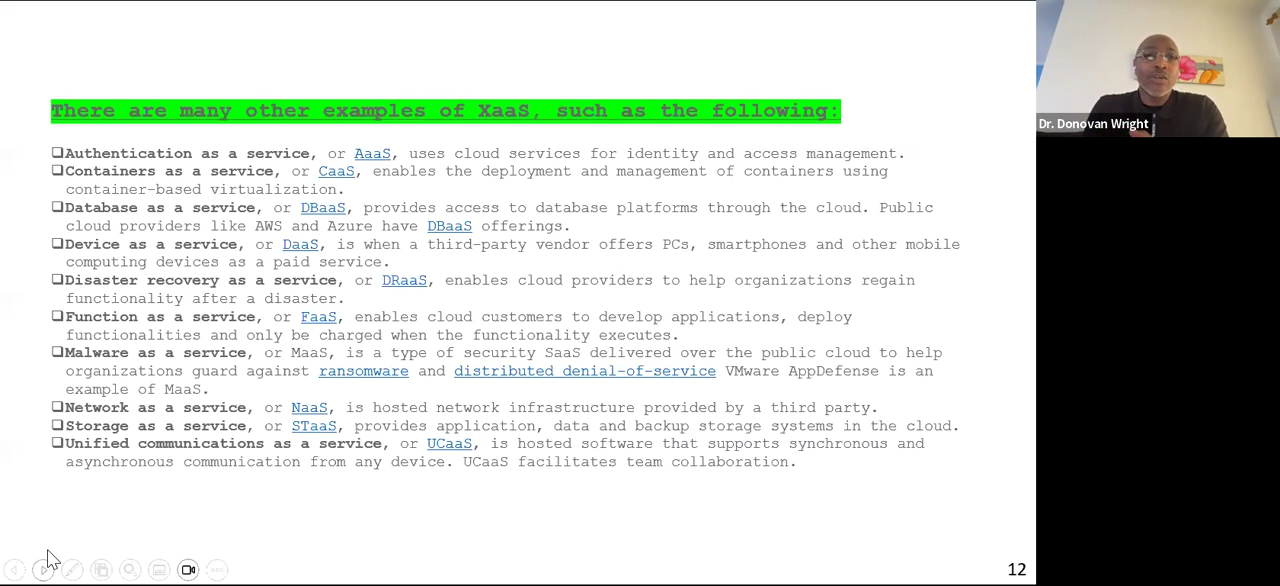 There are many other examples of XaaS, such as the following:
❑Authentication as a service, or AaaS, uses cloud services for identity and access management.
❑Containers as a service, or CaaS, enables the deployment and management of containers using
container-based virtualization.
❑Database as a service, or DBaaS, provides access to database platforms through the cloud. Public
cloud providers like AWS and Azure have DBaaS offerings.
❑Device as a service, or DaaS, is when a third-party vendor offers PCs, smartphones and other mobile
computing devices as a paid service.
❑Disaster recovery as a service, or DRaaS, enables cloud providers to help organizations regain
functionality after a disaster.
❑Function as a service, or FaaS, enables cloud customers to develop applications, deploy
functionalities and only be charged when the functionality executes.
❑Malware as a service, or MaaS, is a type of security SaaS delivered over the public cloud to help
organizations guard against ransomware and distributed denial-of-service VMware AppDefense is an
example of MaaS.
❑Network as a service, or NaaS, is hosted network infrastructure provided by a third party.
❑Storage as a service, or STaaS, provides application, data and backup storage systems in the cloud.
❑Unified communications as a service, or UCaaS, is hosted software that supports synchronous and
asynchronous communication from any device. UCaaS facilitates team collaboration.
12
Dr. Donovan Wright